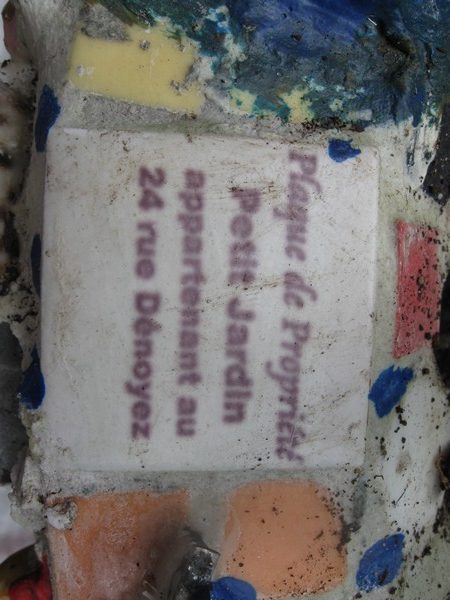 Plaque de Propriété
Petit Jardin
appartenant au
24 rue Dénoyez